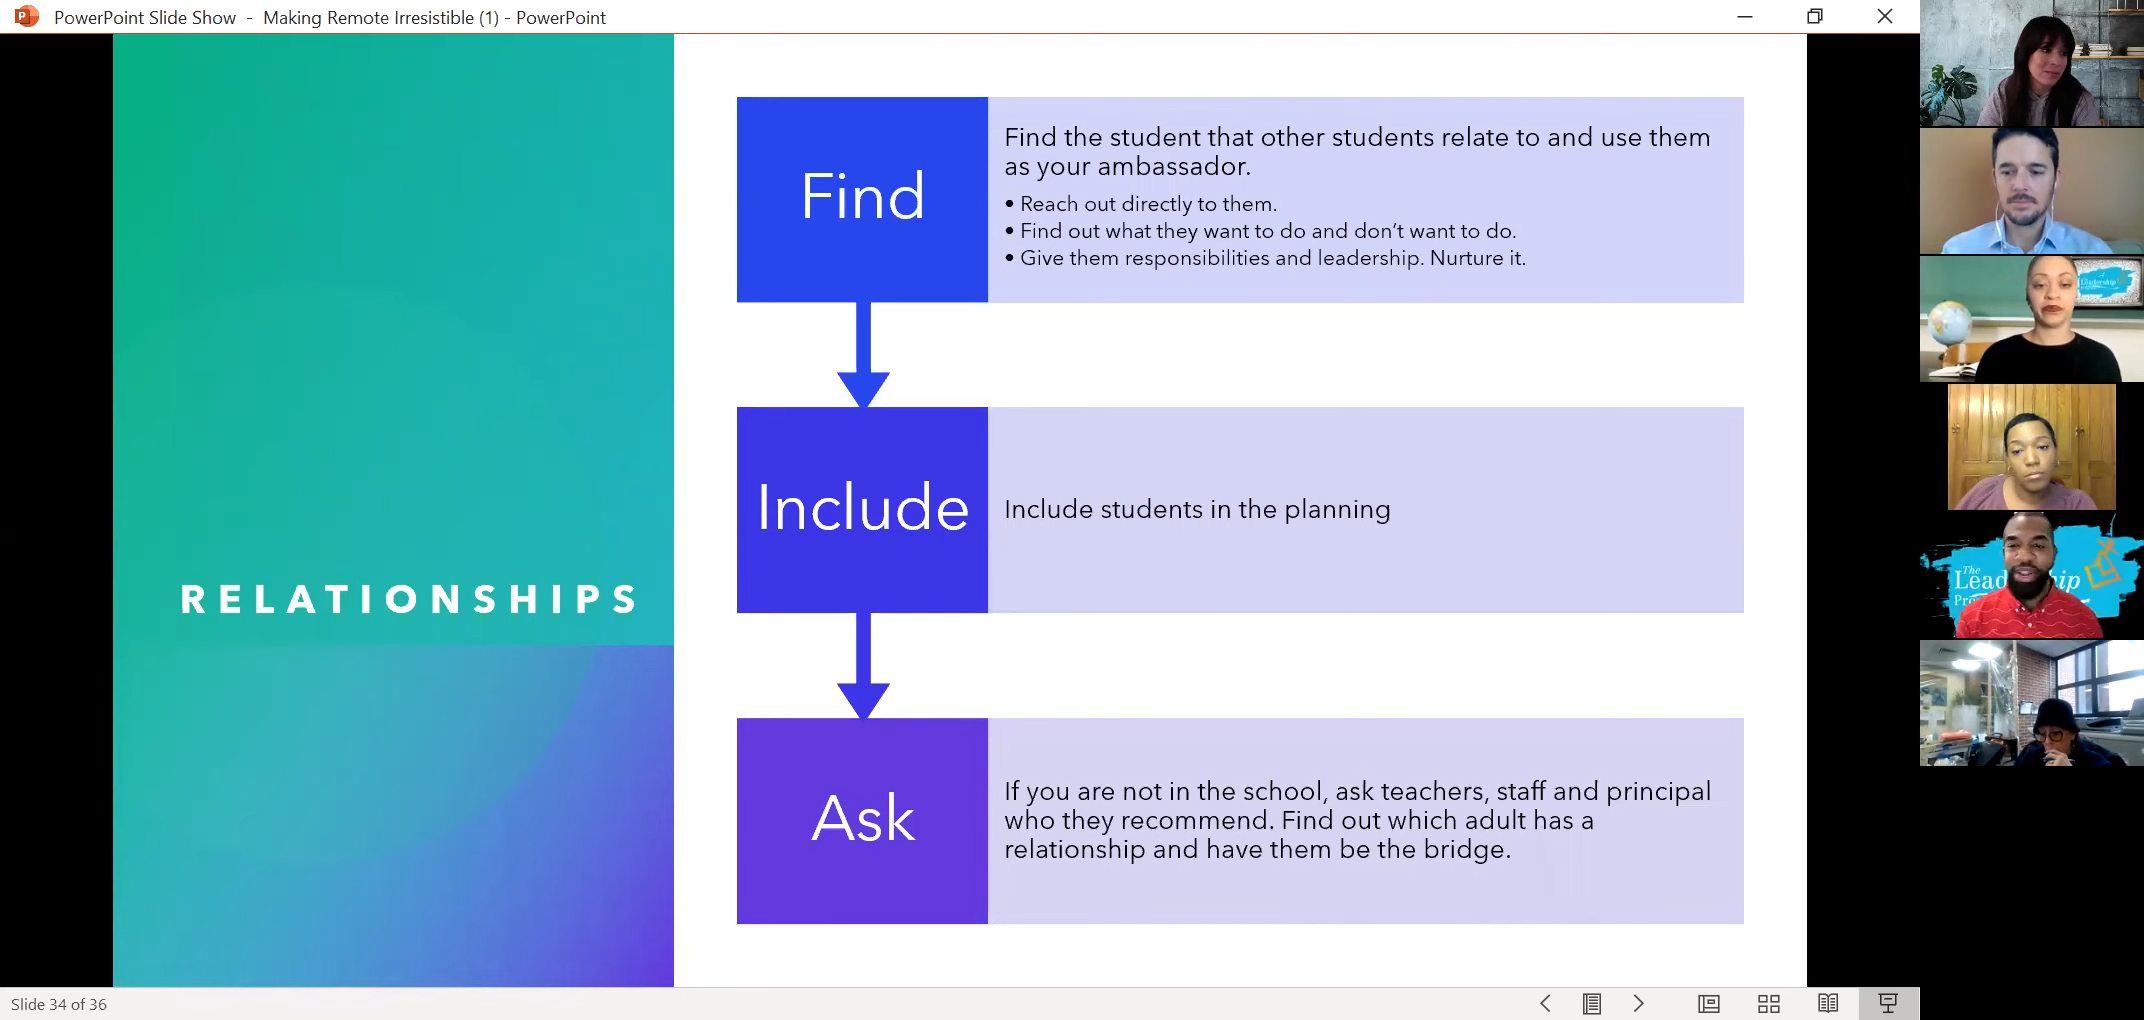 PowerPoint Slide Show - Making Remote Irresistible (1) - PowerPoint
RELATIONSHIPS
Find
Find the student that other students relate to and use them
as your ambassador.
• Reach out directly to them.
• Find out what they want to do and don’t want to do.
• Give them responsibilities and leadership. Nurture it.
Include
Include students in the planning
Ask
If you are not in the school, ask teachers, staff and principal
who they recommend. Find out which adult has a
relationship and have them be the bridge.
Slide 34 of 36
Leadership
The